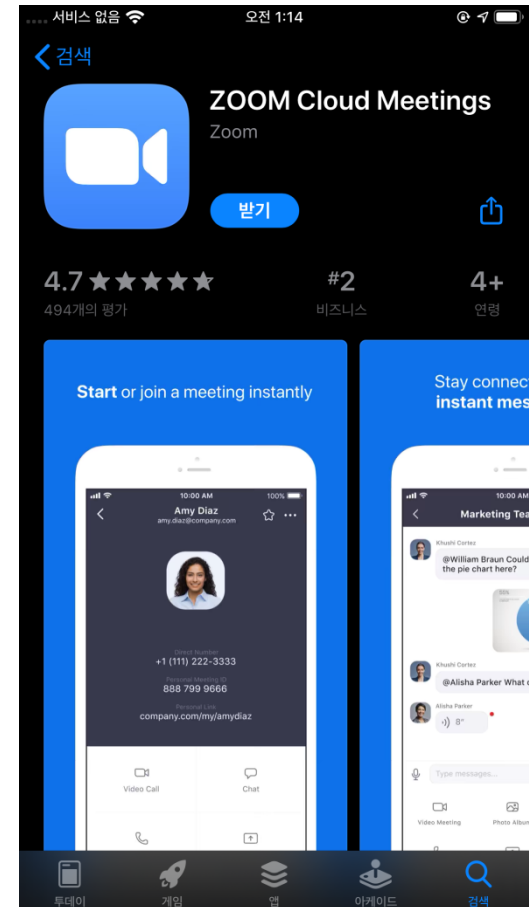 서비스 없음
오전 1:14
검색
ZOOM Cloud Meetings
Zoom
받기
4.7
#2
4+
494개의 평가
비즈니스
연령
Start or join a meeting instantly
10:00 AM
100%
Amy Diaz
amy.diaz@company.com
Direct Number
+1 (111) 222-3333
Personal Meeting ID
888 799 9666
Personal Link
company.com/my/amydiaz
Video Call
Chat
Stay connec
instant mes
10:00 AM
Marketing Tea
Khushi Cortez
@William Braun Could
the pie chart here?
Khushi Cortez
@Alisha Parker What
Alisha Parker
8"
Type messages...
Video Meeting
Photo Album
투데이
게임
앱
아케이드
검색